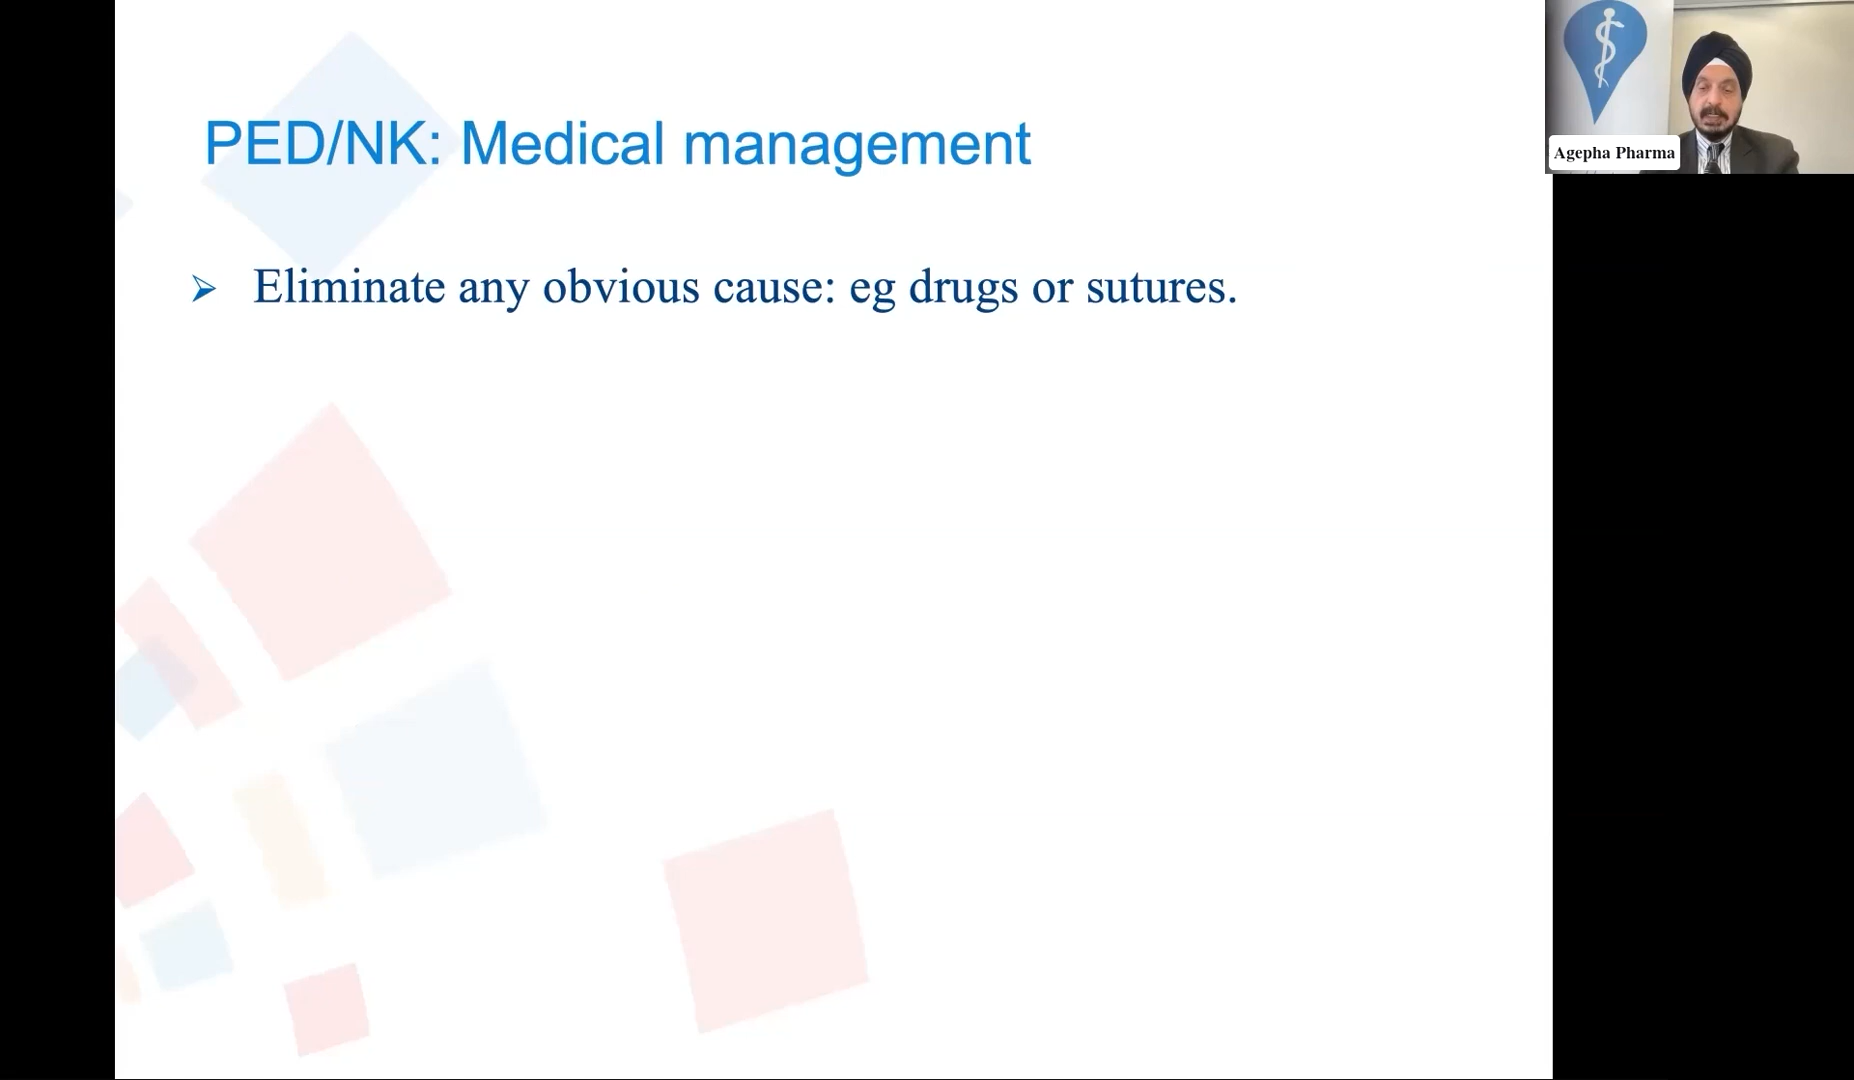 PED/NK: Medical management
➢ Eliminate any obvious cause: eg drugs or sutures.
Agepha Pharma